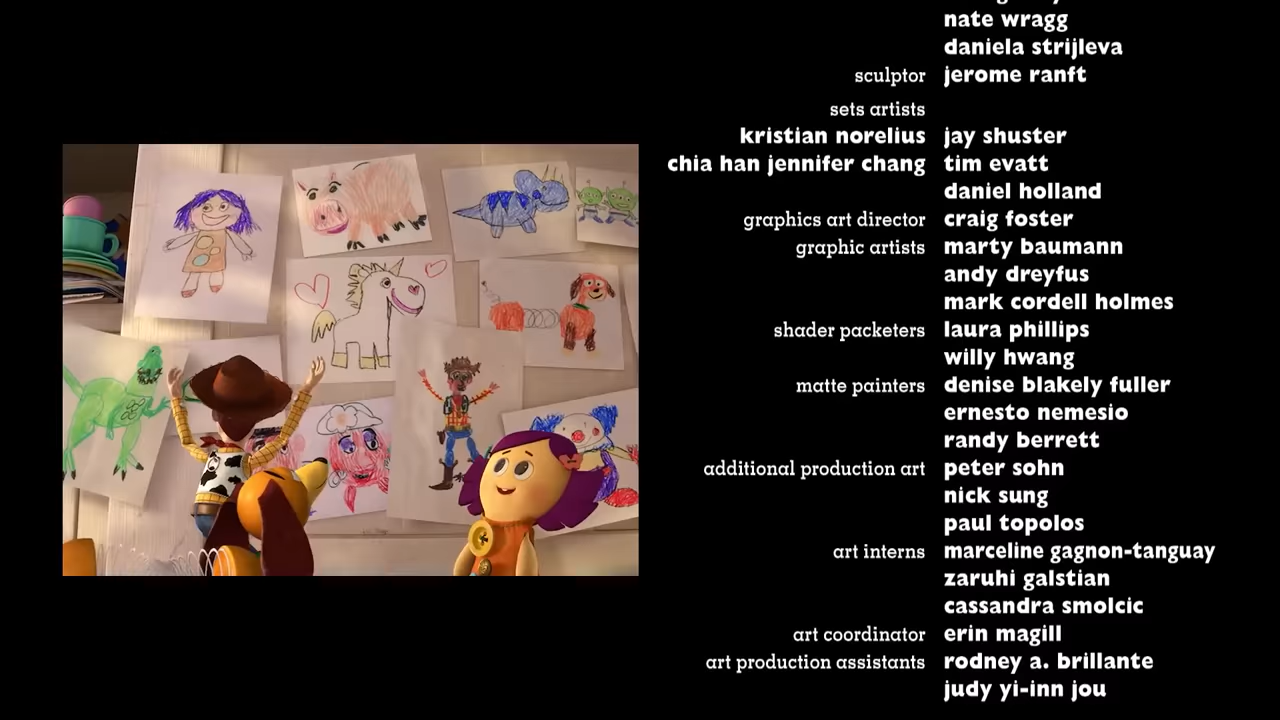 nate wragg
daniela strijleva
sculptor jerome ranft
sets artists
kristian norelius jay shuster
chia han jennifer chang tim evatt
daniel holland
graphics art director craig foster
graphic artists marty baumann
andy dreyfus
mark cordell holmes
shader packeters laura phillips
willy hwang
matte painters denise blakely fuller
ernesto nemesio
randy berrett
additional production art peter sohn
nick sung
paul topolos
art interns marceline gagnon-tanguay
zaruhi galstian
cassandra smolcic
art coordinator erin magill
art production assistants rodney a. brillante
judy yi-inn jou